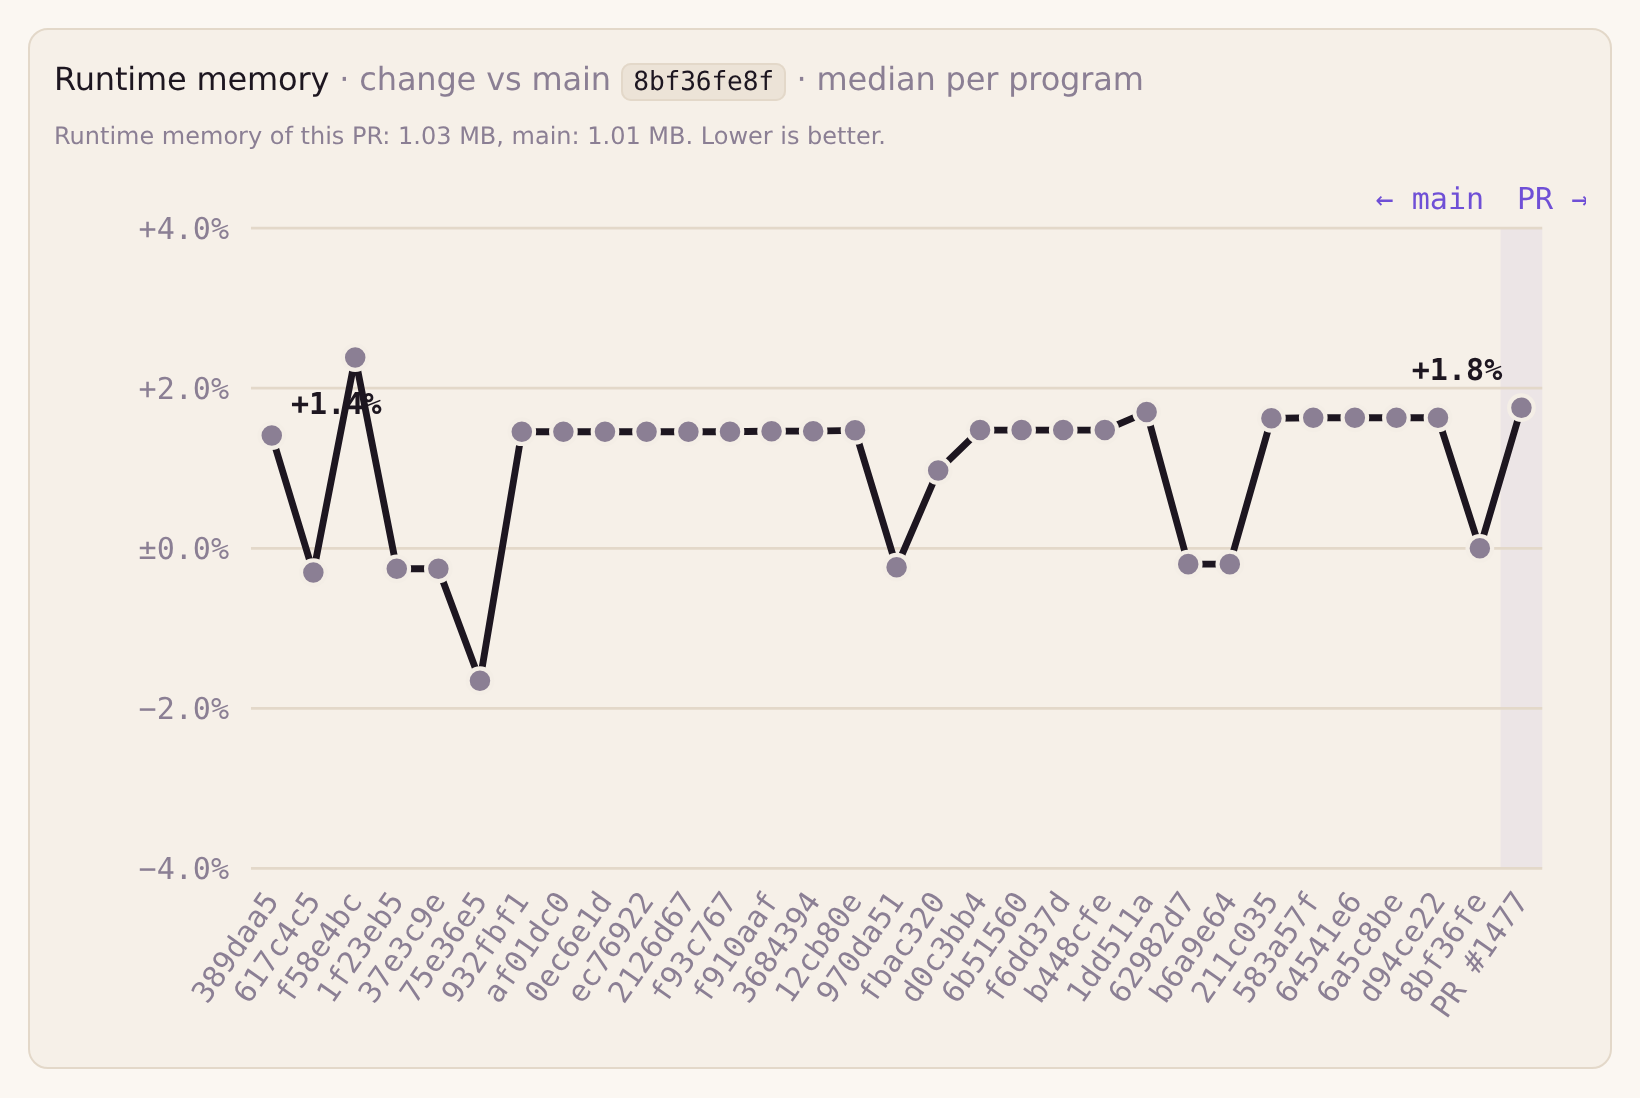 Runtime memory · change vs main 8bf36fe8f · median per program
Runtime memory of this PR: 1.03 MB, main: 1.01 MB. Lower is better.
← main PR →
+4.0%
+2.0%
±0.0%
−2.0%
−4.0%
+1.4%
+1.8%
389daa5
617c4c5
f58e4bc
1f23eb5
37e3c9e
75e36e5
932fbf1
af01dc0
0ec6e1d
ec76922
2126d67
f93c767
f910aaf
3684394
12cb80e
970da51
fbac320
d0c3bb4
6b51560
f6dd37d
b448cfe
1dd511a
62982d7
b6a9e64
211c035
583a57f
64541e6
6a5c8be
d94ce22
8bf36fe
PR #1477